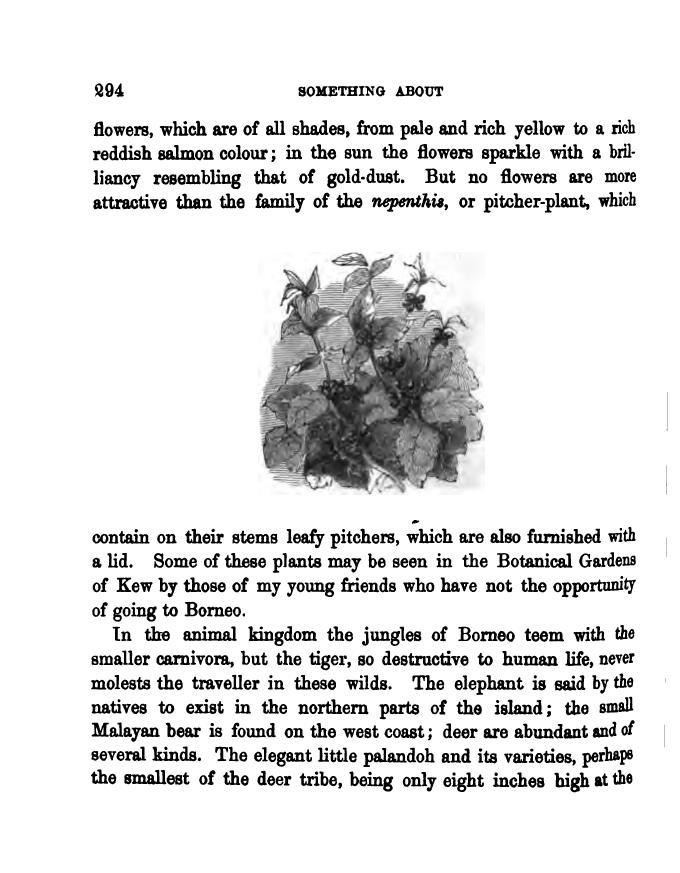 294 SOMETHING ABOUT
flowers, which are of all shades, from pale and rich yellow to a rich
reddish salmon colour; in the sun the flowers sparkle with a bril-
liancy resembling that of gold-dust. But no flowers are more
attractive than the family of the nepenthis, or pitcher-plant, which
contain on their stems leafy pitchers, which are also furnished with
a lid. Some of these plants may be seen in the Botanical Gardens
of Kew by those of my young friends who have not the opportunity
of going to Borneo.
In the animal kingdom the jungles of Borneo teem with the
smaller carnivora, but the tiger, so destructive to human life, never
molests the traveller in these wilds. The elephant is said by the
natives to exist in the northern parts of the island; the small
Malayan bear is found on the west coast; deer are abundant and of
several kinds. The elegant little palandoh and its varieties, perhaps
the smallest of the deer tribe, being only eight inches high at the